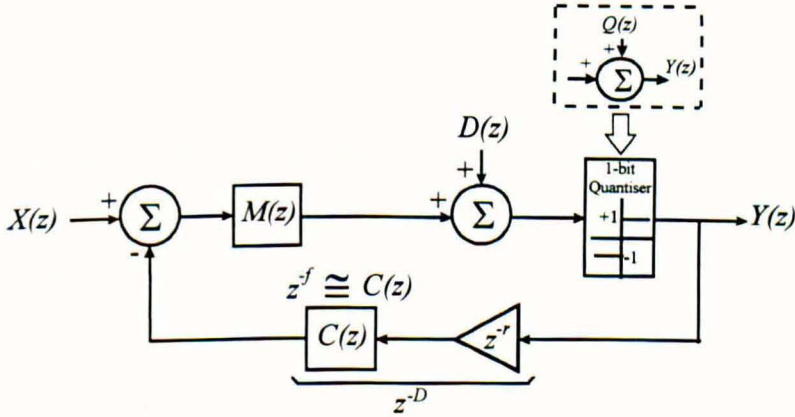 Q(z)
+
+
Σ
Y(z)
D(z)
+
1-bit
Quantiser
+1
-1
X(z)
+
Σ
-
M(z)
+
Σ
Y(z)
z^-f ≅ C(z)
C(z)
z^-r
z^-D